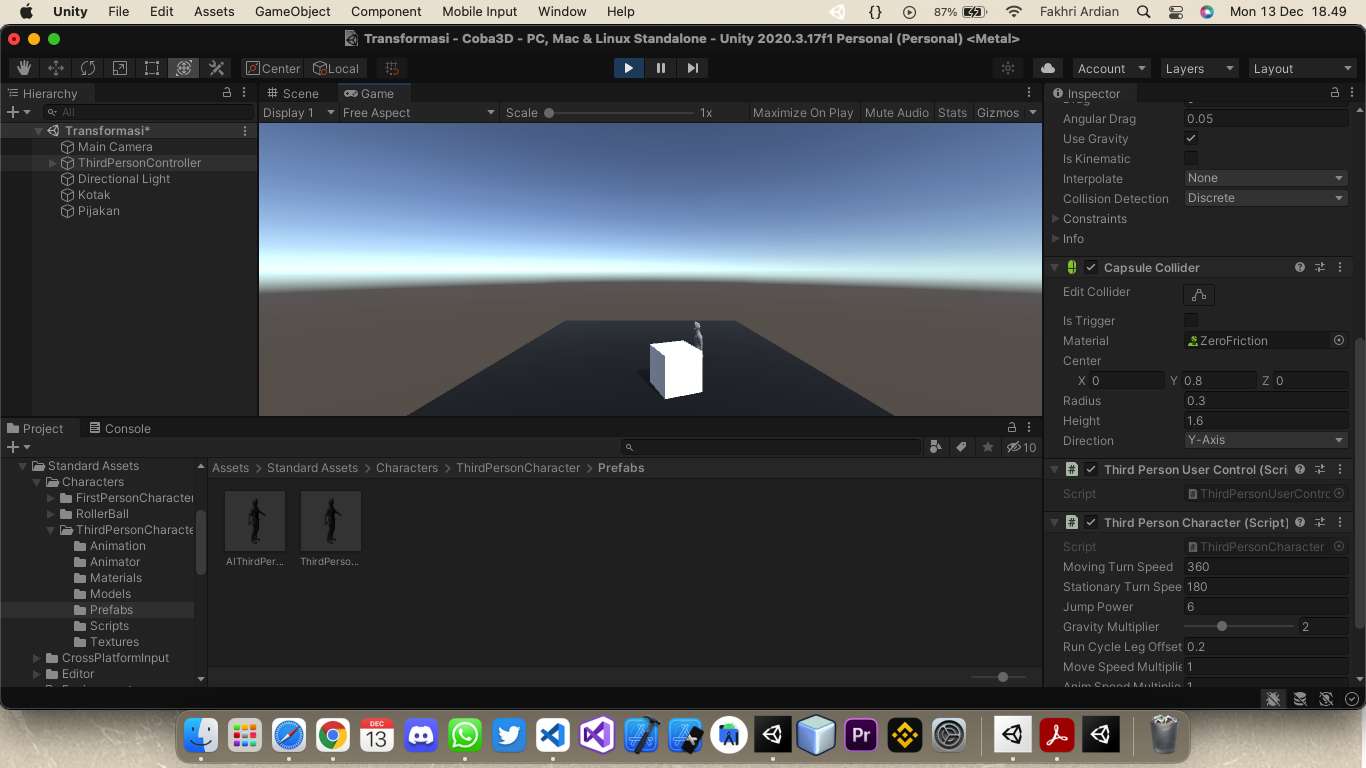 Unity File Edit Assets GameObject Component Mobile Input Window Help 87% Fakhri Ardian Mon 13 Dec 18.49
Transformasi - Coba3D - PC, Mac & Linux Standalone - Unity 2020.3.17f1 Personal (Personal) <Metal>
Center Local Account Layers Layout
Hierarchy
All
Transformasi*
Main Camera
ThirdPersonController
Directional Light
Kotak
Pijakan
Scene Game
Display 1 Free Aspect Scale 1x Maximize On Play Mute Audio Stats Gizmos
Inspector
Angular Drag 0.05
Use Gravity
Is Kinematic
Interpolate None
Collision Detection Discrete
Constraints
Info
Capsule Collider
Edit Collider
Is Trigger
Material ZeroFriction
Center
X 0 Y 0.8 Z 0
Radius 0.3
Height 1.6
Direction Y-Axis
Third Person User Control (Scri
Script ThirdPersonUserContro
Third Person Character (Script)
Script ThirdPersonCharacter
Moving Turn Speed 360
Stationary Turn Spee 180
Jump Power 6
Gravity Multiplier 2
Run Cycle Leg Offset 0.2
Move Speed Multiplie 1
Anim Speed Multiplie 1
Project Console
10
Standard Assets
Characters
FirstPersonCharacter
RollerBall
ThirdPersonCharacte
Animation
Animator
Materials
Models
Prefabs
Scripts
Textures
CrossPlatformInput
Editor
Assets > Standard Assets > Characters > ThirdPersonCharacter > Prefabs
AIThirdPer... ThirdPerso...
DEC
13
Pr